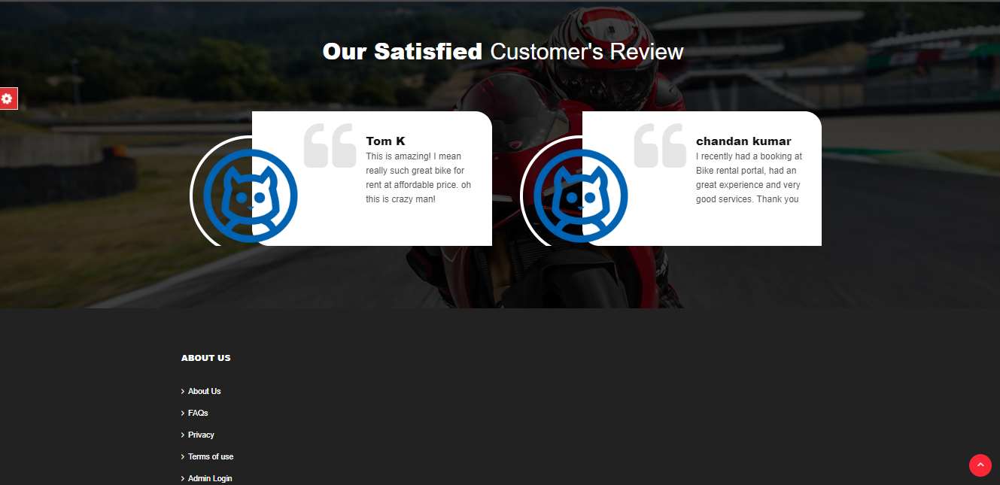 Our Satisfied Customer's Review
Tom K
This is amazing! I mean
really such great bike for
rent at affordable price. oh
this is crazy man!
chandan kumar
I recently had a booking at
Bike rental portal, had an
great experience and very
good services. Thank you
ABOUT US
About Us
FAQs
Privacy
Terms of use
Admin Login